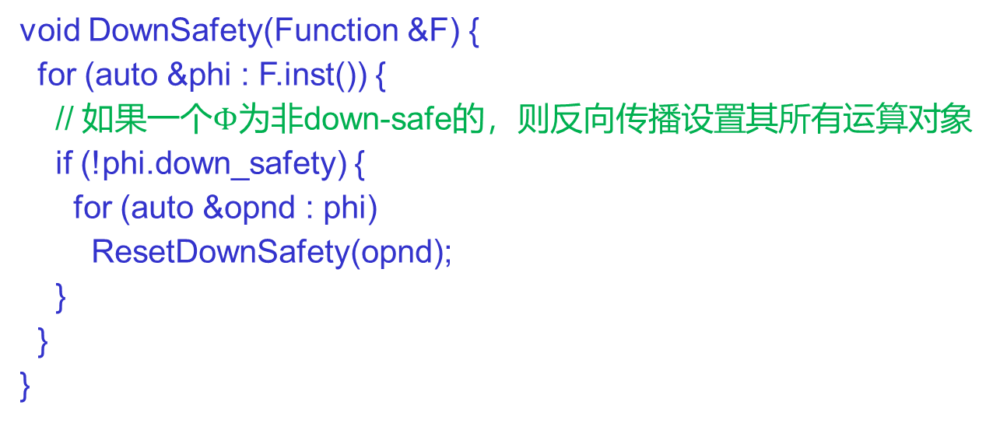 void DownSafety(Function &F) {
for (auto &phi : F.inst()) {
// 如果一个Φ为非down-safe的，则反向传播设置其所有运算对象
if (!phi.down_safety) {
for (auto &opnd : phi)
ResetDownSafety(opnd);
}
}
}